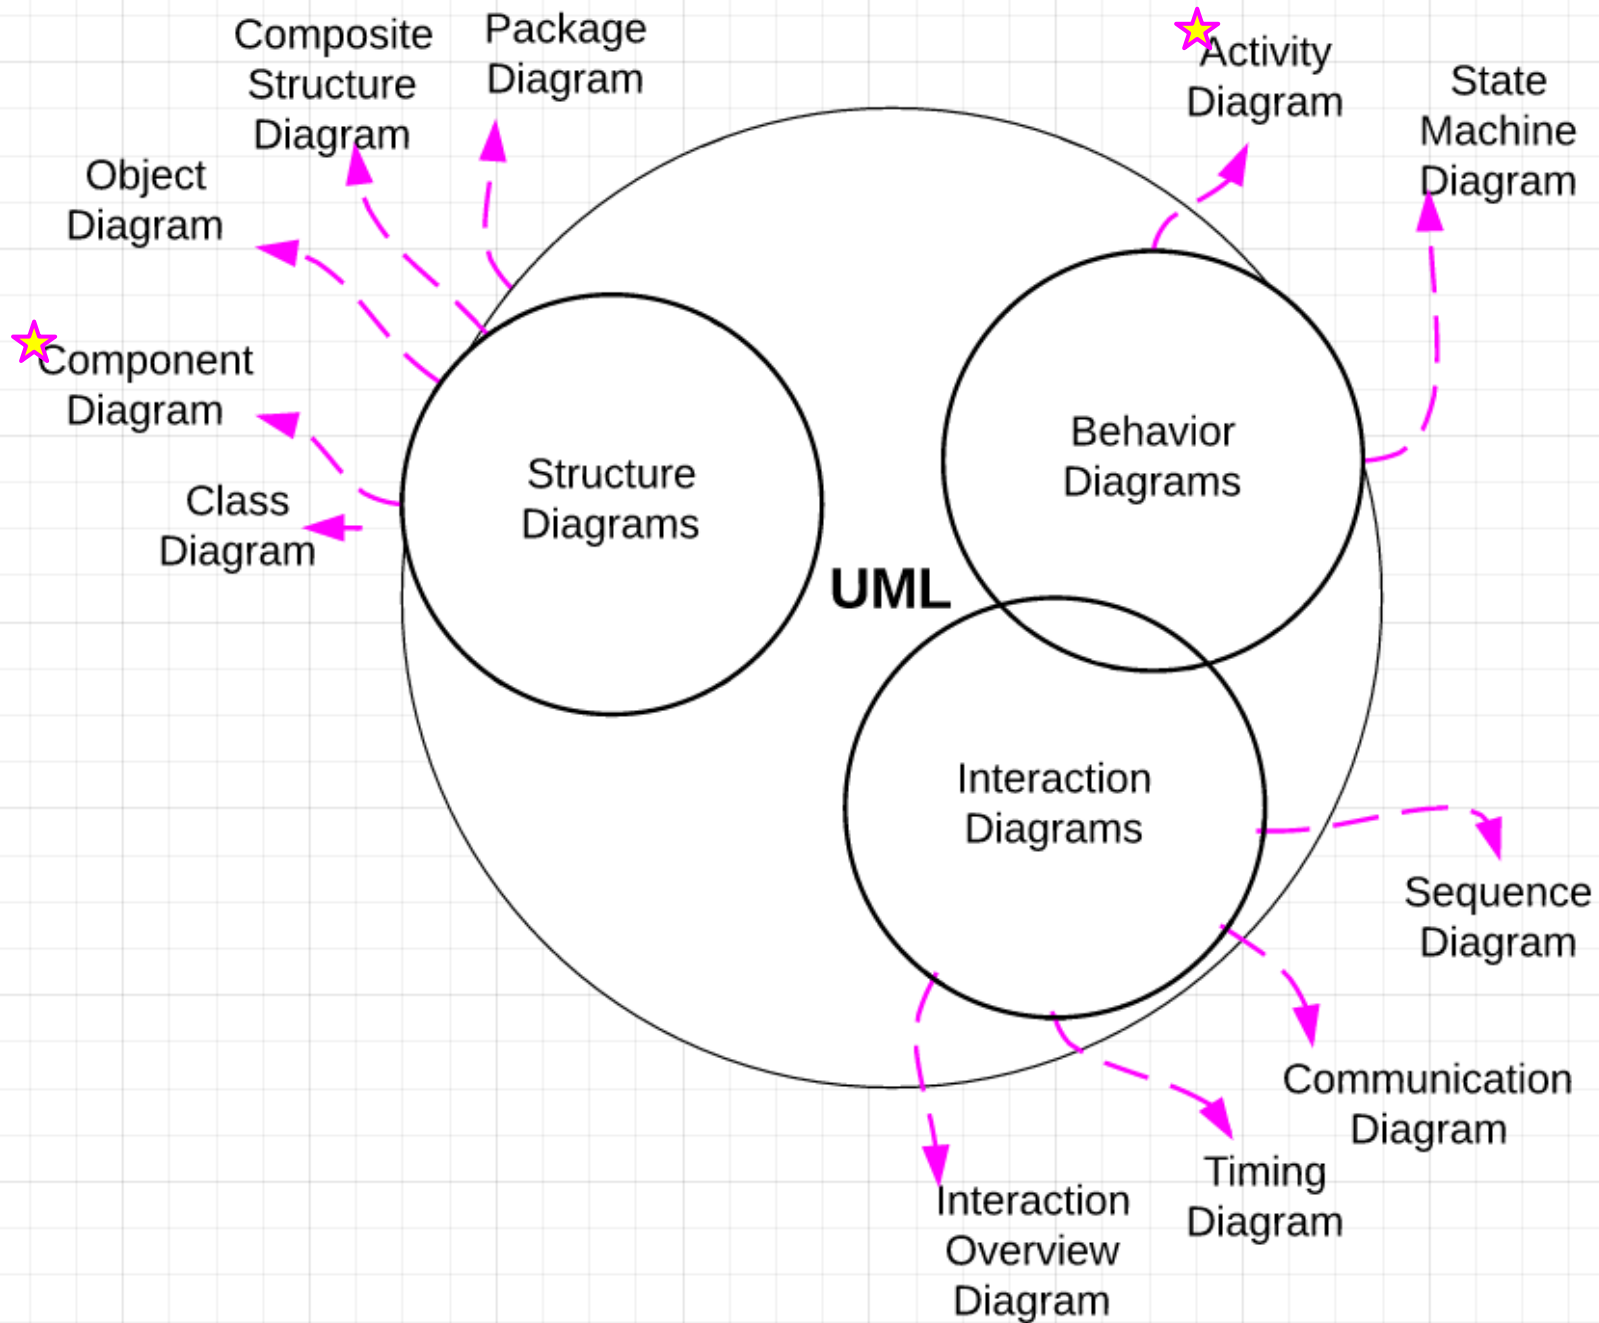 Composite
Structure
Diagram
Package
Diagram
Activity
Diagram
State
Machine
Diagram
Object
Diagram
Component
Diagram
Class
Diagram
Structure
Diagrams
Behavior
Diagrams
UML
Interaction
Diagrams
Sequence
Diagram
Communication
Diagram
Timing
Diagram
Interaction
Overview
Diagram